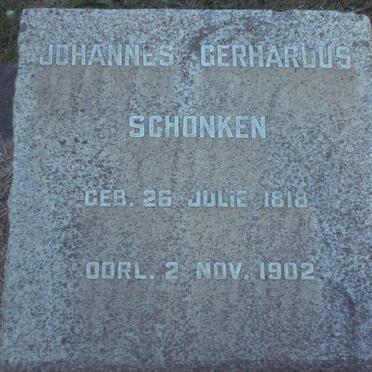 JOHANNES GERHARDUS
SCHONKEN
GEB. 26 JULIE 1818
OORL. 2 NOV. 1902